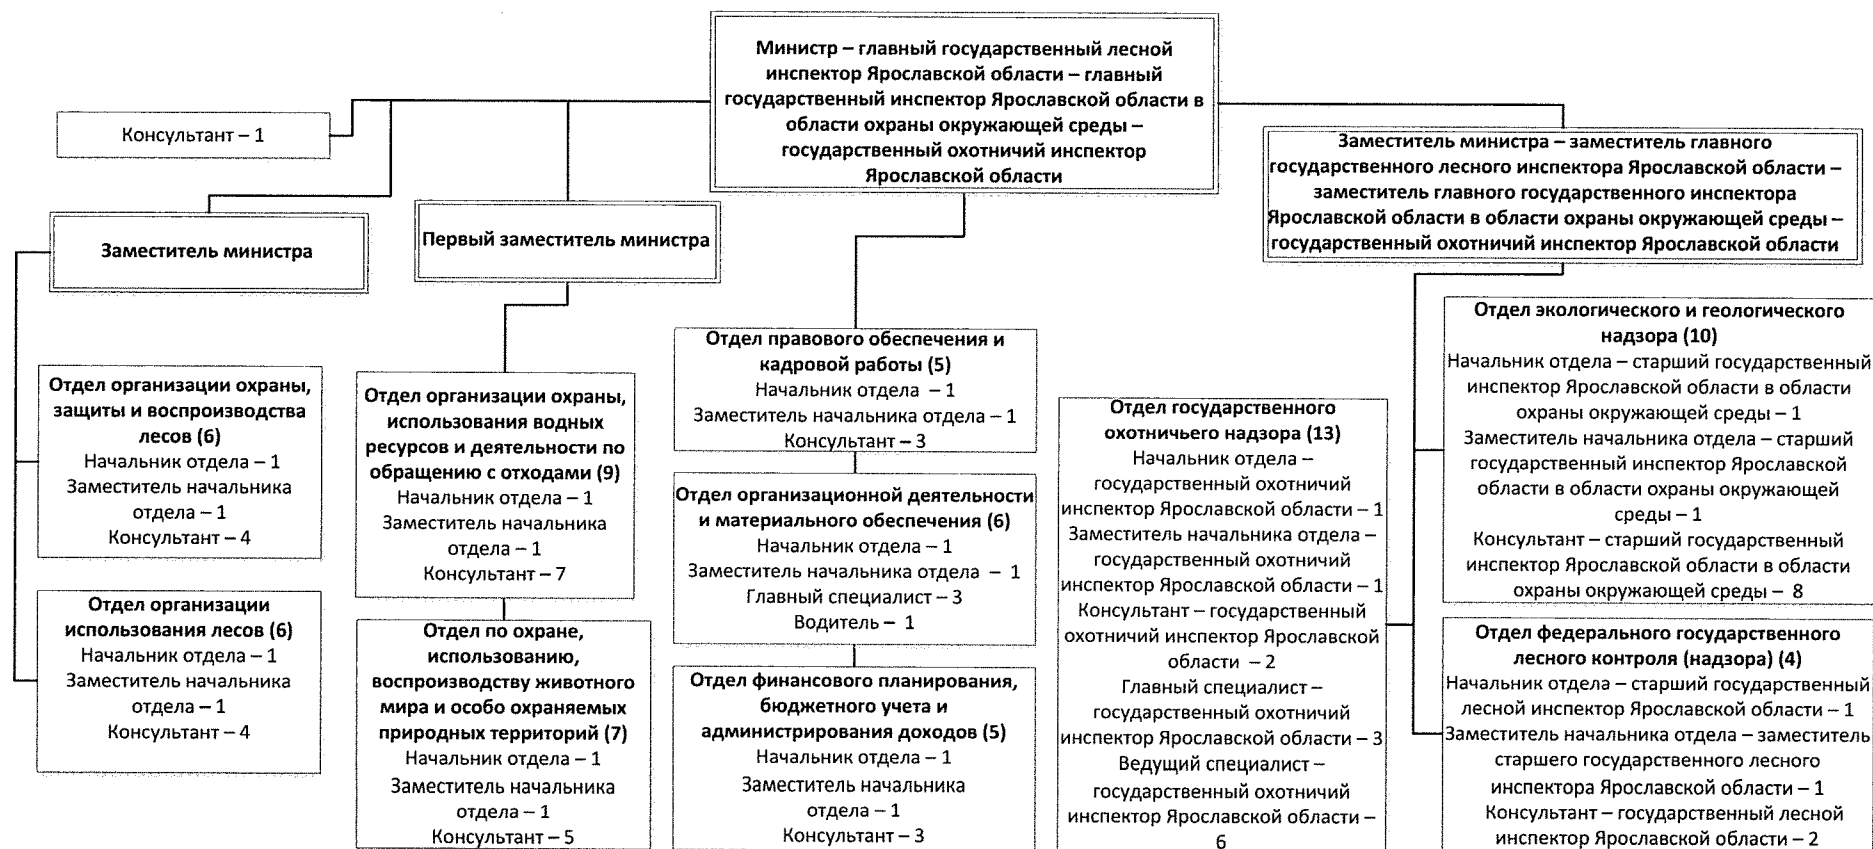 Министр – главный государственный лесной
инспектор Ярославской области – главный
государственный инспектор Ярославской области в
области охраны окружающей среды –
государственный охотничий инспектор
Ярославской области
Консультант – 1
Заместитель министра – заместитель главного
государственного лесного инспектора Ярославской области –
заместитель главного государственного инспектора
Ярославской области в области охраны окружающей среды –
государственный охотничий инспектор Ярославской области
Заместитель министра
Первый заместитель министра
Отдел организации охраны,
защиты и воспроизводства
лесов (6)
Начальник отдела – 1
Заместитель начальника
отдела – 1
Консультант – 4
Отдел организации
использования лесов (6)
Начальник отдела – 1
Заместитель начальника
отдела – 1
Консультант – 4
Отдел организации охраны,
использования водных
ресурсов и деятельности по
обращению с отходами (9)
Начальник отдела – 1
Заместитель начальника
отдела – 1
Консультант – 7
Отдел по охране,
использованию,
воспроизводству животного
мира и особо охраняемых
природных территорий (7)
Начальник отдела – 1
Заместитель начальника
отдела – 1
Консультант – 5
Отдел правового обеспечения и
кадровой работы (5)
Начальник отдела – 1
Заместитель начальника отдела – 1
Консультант – 3
Отдел организационной деятельности
и материального обеспечения (6)
Начальник отдела – 1
Заместитель начальника отдела – 1
Главный специалист – 3
Водитель – 1
Отдел финансового планирования,
бюджетного учета и
администрирования доходов (5)
Начальник отдела – 1
Заместитель начальника
отдела – 1
Консультант – 3
Отдел государственного
охотничьего надзора (13)
Начальник отдела –
государственный охотничий
инспектор Ярославской области – 1
Заместитель начальника отдела –
государственный охотничий
инспектор Ярославской области – 1
Консультант – государственный
охотничий инспектор Ярославской
области – 2
Главный специалист –
государственный охотничий
инспектор Ярославской области – 3
Ведущий специалист –
государственный охотничий
инспектор Ярославской области –
6
Отдел экологического и геологического
надзора (10)
Начальник отдела – старший государственный
инспектор Ярославской области в области
охраны окружающей среды – 1
Заместитель начальника отдела – старший
государственный инспектор Ярославской
области в области охраны окружающей
среды – 1
Консультант – старший государственный
инспектор Ярославской области в области
охраны окружающей среды – 8
Отдел федерального государственного
лесного контроля (надзора) (4)
Начальник отдела – старший государственный
лесной инспектор Ярославской области – 1
Заместитель начальника отдела – заместитель
старшего государственного лесного
инспектора Ярославской области – 1
Консультант – государственный лесной
инспектор Ярославской области – 2